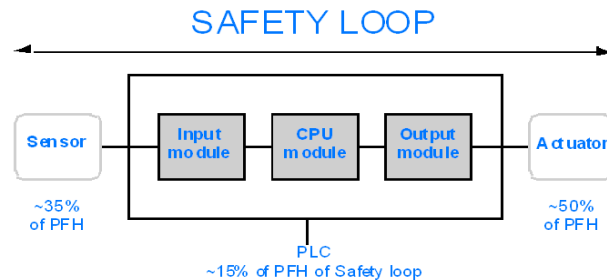 SAFETY LOOP
Sensor
Input
module
CPU
module
Output
module
Actuator
~35%
of PFH
~50%
of PFH
PLC
~15% of PFH of Safety loop